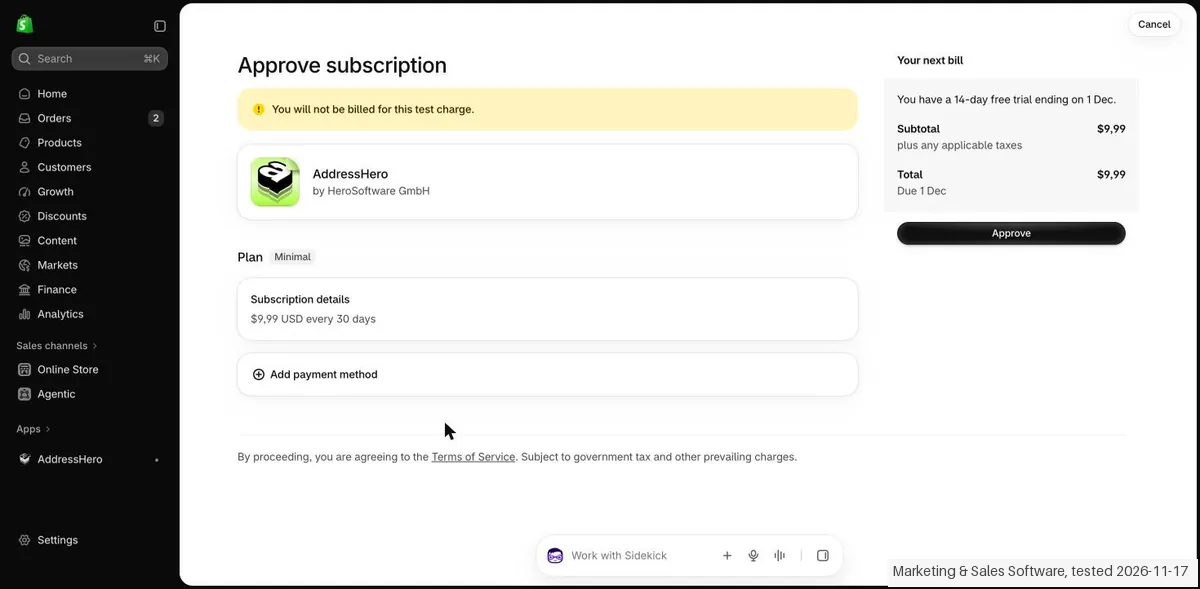 Search ⌘K
Home
Orders 2
Products
Customers
Growth
Discounts
Content
Markets
Finance
Analytics
Sales channels
Online Store
Agentic
Apps
AddressHero
Settings
Cancel
Approve subscription
You will not be billed for this test charge.
AddressHero
by HeroSoftware GmbH
Plan Minimal
Subscription details
$9,99 USD every 30 days
Add payment method
By proceeding, you are agreeing to the Terms of Service. Subject to government tax and other prevailing charges.
Your next bill
You have a 14-day free trial ending on 1 Dec.
Subtotal $9,99
plus any applicable taxes
Total $9,99
Due 1 Dec
Approve
Work with Sidekick
Marketing & Sales Software, tested 2026-11-17